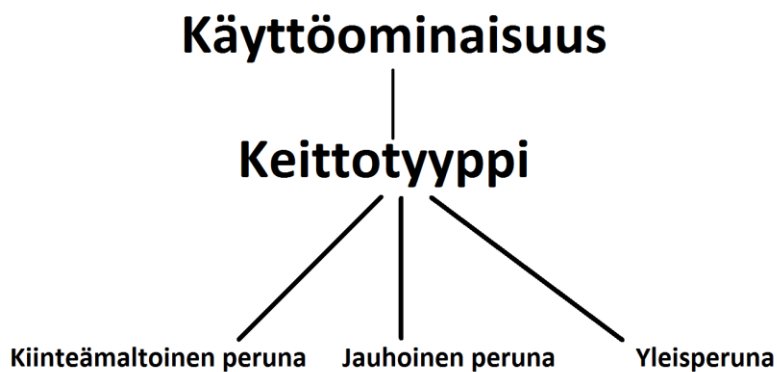 Käyttöominaisuus
Keittotyyppi
Kiinteämaltoinen peruna Jauhoinen peruna Yleisperuna